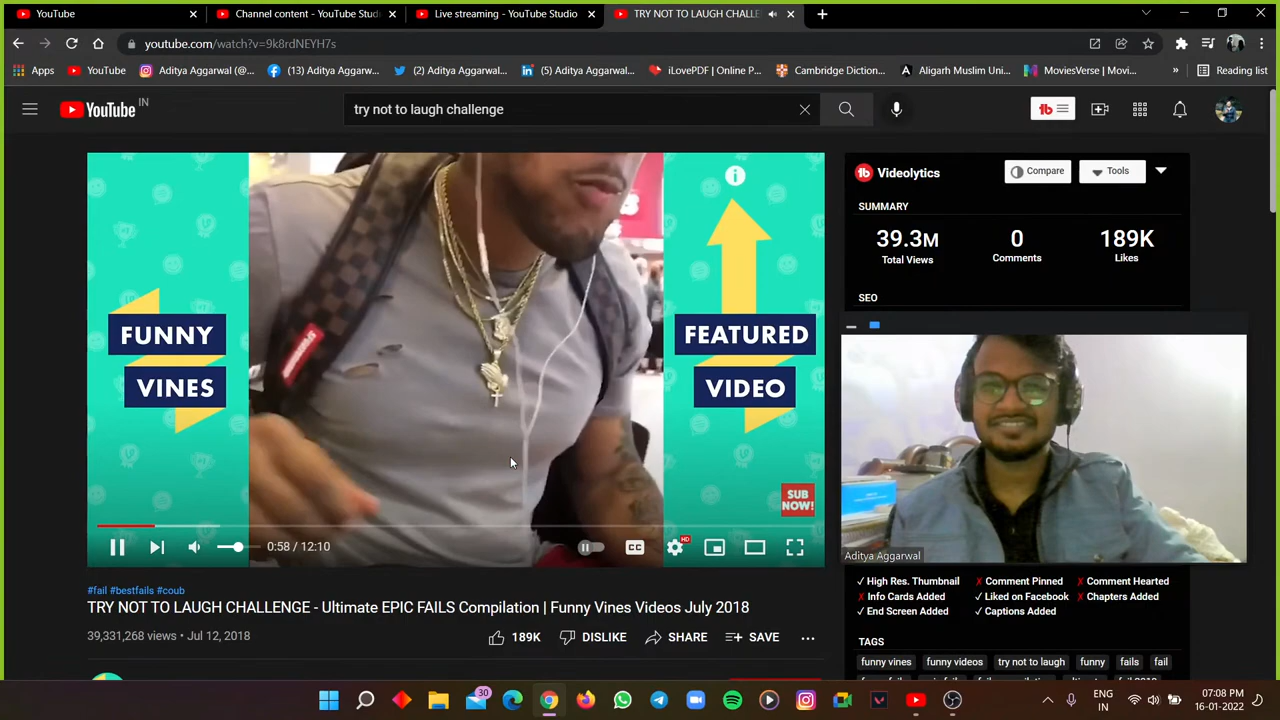 YouTube
Channel content - YouTube Stud
Live streaming - YouTube Studio
TRY NOT TO LAUGH CHALLE
youtube.com/watch?v=9k8rdNEYH7s
Apps
YouTube
Aditya Aggarwal (@...
(13) Aditya Aggarw...
(2) Aditya Aggarwal...
(5) Aditya Aggarwal...
iLovePDF | Online P...
Cambridge Diction...
Aligarh Muslim Uni...
MoviesVerse | Movi...
»
Reading list
YouTube IN
try not to laugh challenge
Videolytics
Compare
Tools
SUMMARY
39.3M
0
189K
Total Views
Comments
Likes
SEO
FUNNY
VINES
FEATURED
VIDEO
SUB
NOW!
0:58 / 12:10
CC
HD
Aditya Aggarwal
#fail #bestfails #coub
TRY NOT TO LAUGH CHALLENGE - Ultimate EPIC FAILS Compilation | Funny Vines Videos July 2018
39,331,268 views • Jul 12, 2018
189K
DISLIKE
SHARE
SAVE
✓ High Res. Thumbnail
✗ Comment Pinned
✗ Comment Hearted
✗ Info Cards Added
✓ Liked on Facebook
✗ Chapters Added
✓ End Screen Added
✓ Captions Added
TAGS
funny vines
funny videos
try not to laugh
funny
fails
fail
30
ENG
IN
07:08 PM
16-01-2022